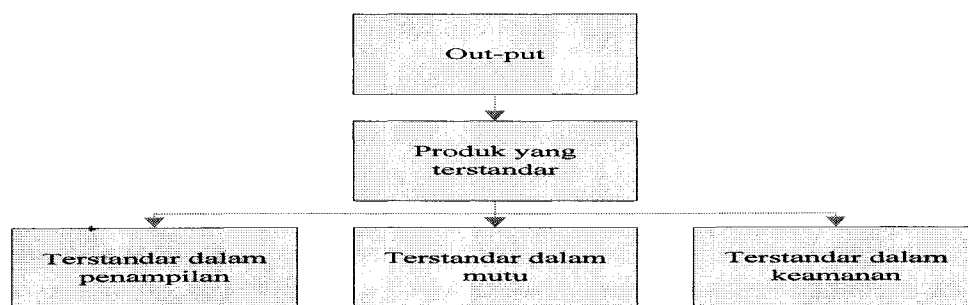 Out-put
Produk yang
terstandar
Terstandar dalam
penampilan
Terstandar dalam
mutu
Terstandar dalam
keamanan